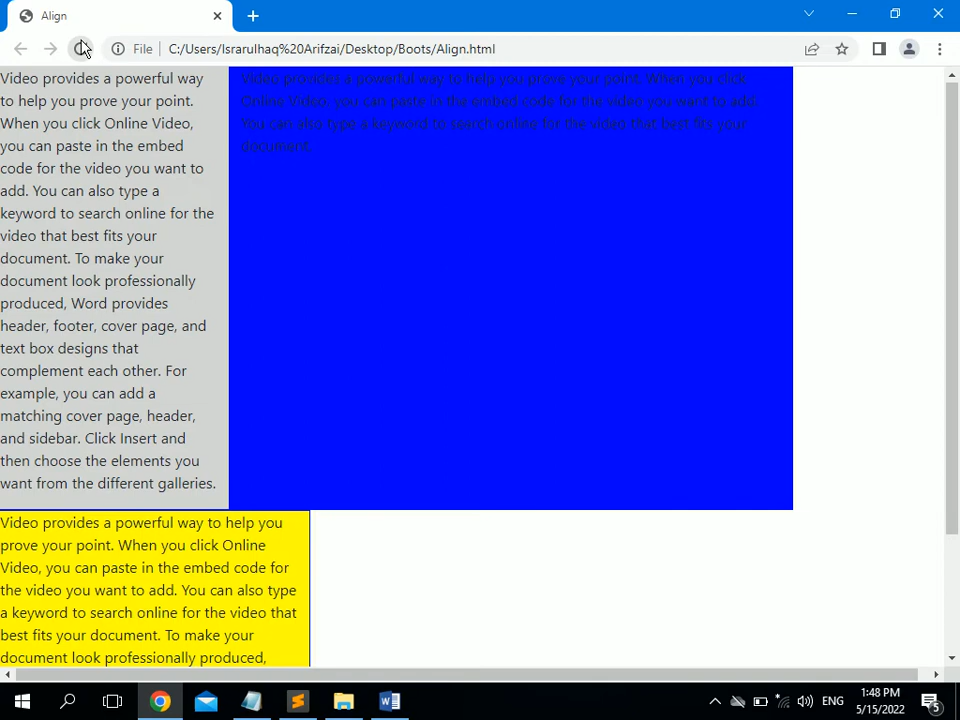 Align
File
C:/Users/Israrulhaq%20Arifzai/Desktop/Boots/Align.html
Video provides a powerful way
to help you prove your point.
When you click Online Video,
you can paste in the embed
code for the video you want to
add. You can also type a
keyword to search online for the
video that best fits your
document. To make your
document look professionally
produced, Word provides
header, footer, cover page, and
text box designs that
complement each other. For
example, you can add a
matching cover page, header,
and sidebar. Click Insert and
then choose the elements you
want from the different galleries.
Video provides a powerful way to help you prove your point. When you click
Online Video, you can paste in the embed code for the video you want to add.
You can also type a keyword to search online for the video that best fits your
document.
Video provides a powerful way to help you
prove your point. When you click Online
Video, you can paste in the embed code for
the video you want to add. You can also type
a keyword to search online for the video that
best fits your document. To make your
document look professionally produced,
ENG
1:48 PM
5/15/2022
5